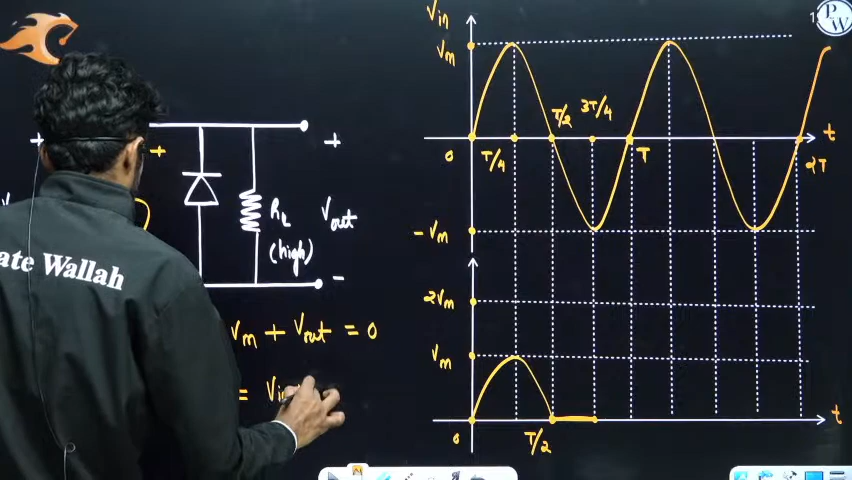 Vin
P
W
Vm
+
+
+
T/2
3T/4
t
0
T/4
T
2T
RL
(high)
Vout
-Vm
ate Wallah
-
2Vm
Vm + Vout = 0
Vm
= Vin
0
T/2
t